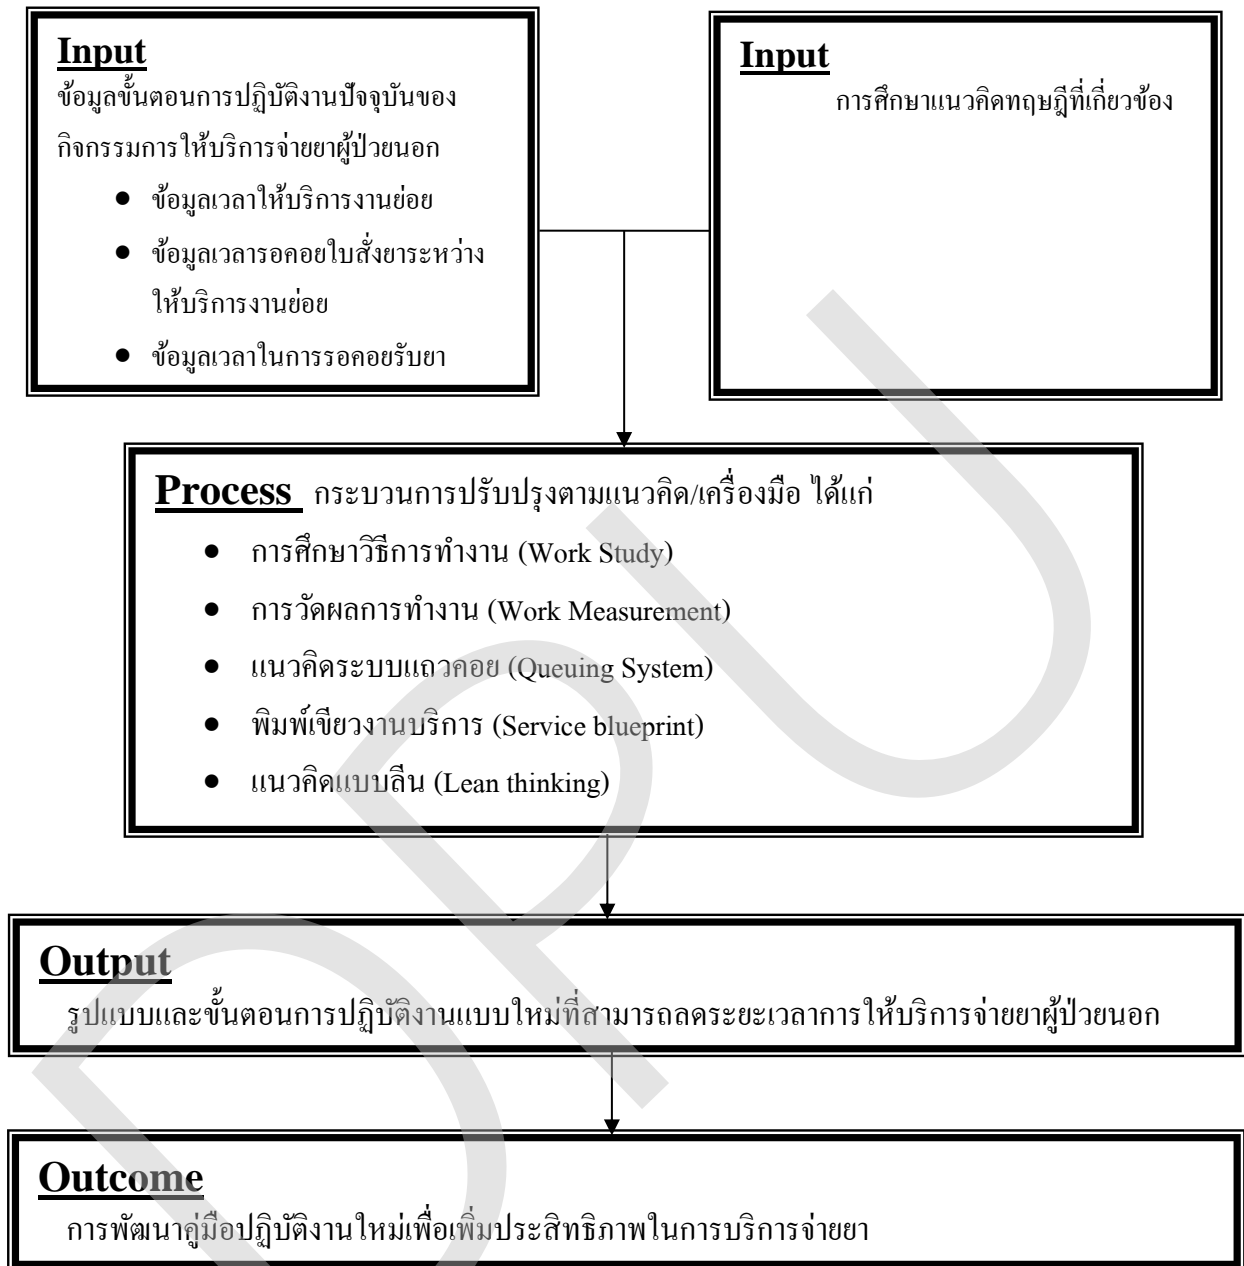 Input
ข้อมูลขั้นตอนการปฏิบัติงานปัจจุบันของ
กิจกรรมการให้บริการจ่ายยาผู้ป่วยนอก
● ข้อมูลเวลาให้บริการงานย่อย
● ข้อมูลเวลารอคอยใบสั่งยาระหว่าง
ให้บริการงานย่อย
● ข้อมูลเวลาในการรอคอยรับยา
Input
การศึกษาแนวคิดทฤษฎีที่เกี่ยวข้อง
Process กระบวนการปรับปรุงตามแนวคิด/เครื่องมือ ได้แก่
● การศึกษาวิธีการทำงาน (Work Study)
● การวัดผลการทำงาน (Work Measurement)
● แนวคิดระบบแถวคอย (Queuing System)
● พิมพ์เขียวงานบริการ (Service blueprint)
● แนวคิดแบบลีน (Lean thinking)
Output
รูปแบบและขั้นตอนการปฏิบัติงานแบบใหม่ที่สามารถลดระยะเวลาการให้บริการจ่ายยาผู้ป่วยนอก
Outcome
การพัฒนาคู่มือปฏิบัติงานใหม่เพื่อเพิ่มประสิทธิภาพในการบริการจ่ายยา
DPU